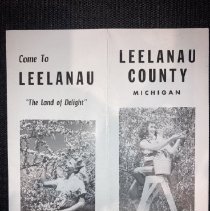 Come To
LEELANAU
"The Land of Delight"
LEELANAU
COUNTY
MICHIGAN